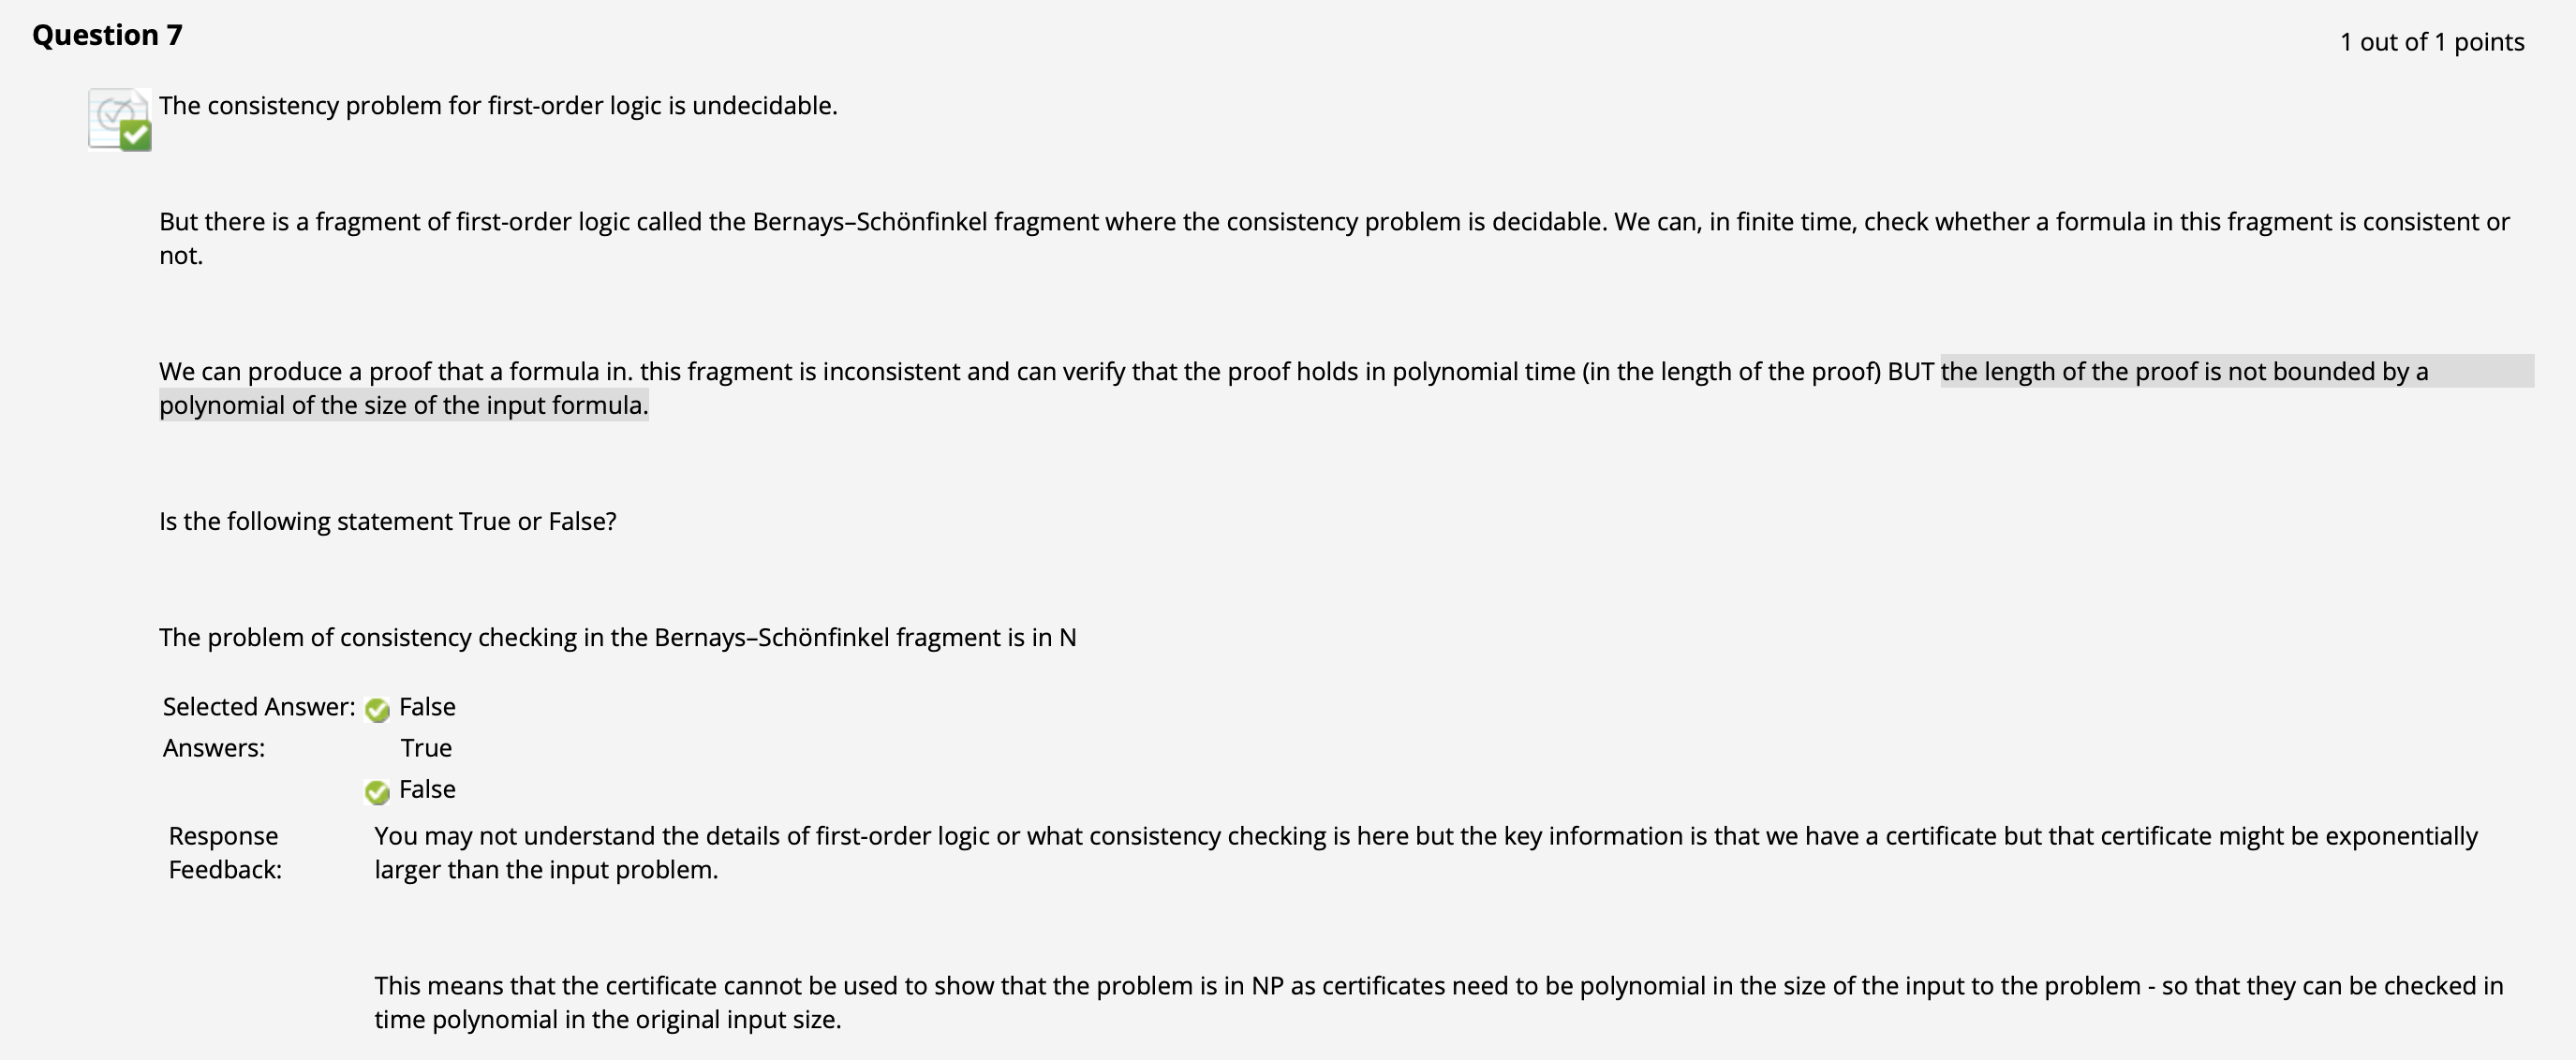 Question 7
1 out of 1 points
The consistency problem for first-order logic is undecidable.
But there is a fragment of first-order logic called the Bernays–Schönfinkel fragment where the consistency problem is decidable. We can, in finite time, check whether a formula in this fragment is consistent or
not.
We can produce a proof that a formula in. this fragment is inconsistent and can verify that the proof holds in polynomial time (in the length of the proof) BUT the length of the proof is not bounded by a
polynomial of the size of the input formula.
Is the following statement True or False?
The problem of consistency checking in the Bernays–Schönfinkel fragment is in N
Selected Answer: False
Answers: True
False
Response You may not understand the details of first-order logic or what consistency checking is here but the key information is that we have a certificate but that certificate might be exponentially
Feedback: larger than the input problem.
This means that the certificate cannot be used to show that the problem is in NP as certificates need to be polynomial in the size of the input to the problem - so that they can be checked in
time polynomial in the original input size.